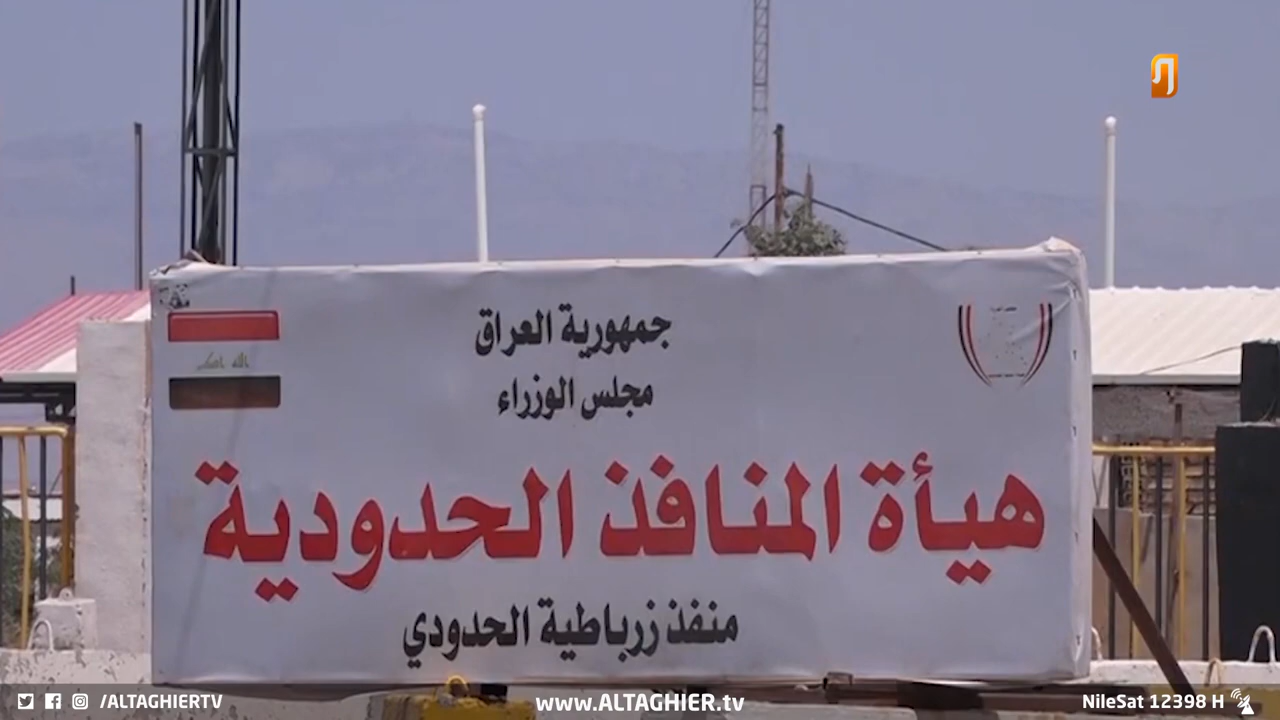 جمهورية العراق
مجلس الوزراء
هيأة المنافذ الحدودية
منفذ زرباطية الحدودي
/ALTAGHIERTV
www.ALTAGHIER.tv
NileSat 12398 H